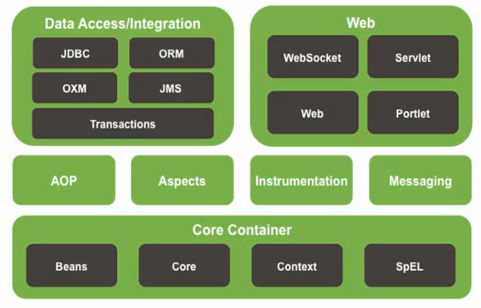 Data Access/Integration
JDBC
ORM
OXM
JMS
Transactions
Web
WebSocket
Servlet
Web
Portlet
AOP
Aspects
Instrumentation
Messaging
Core Container
Beans
Core
Context
SpEL